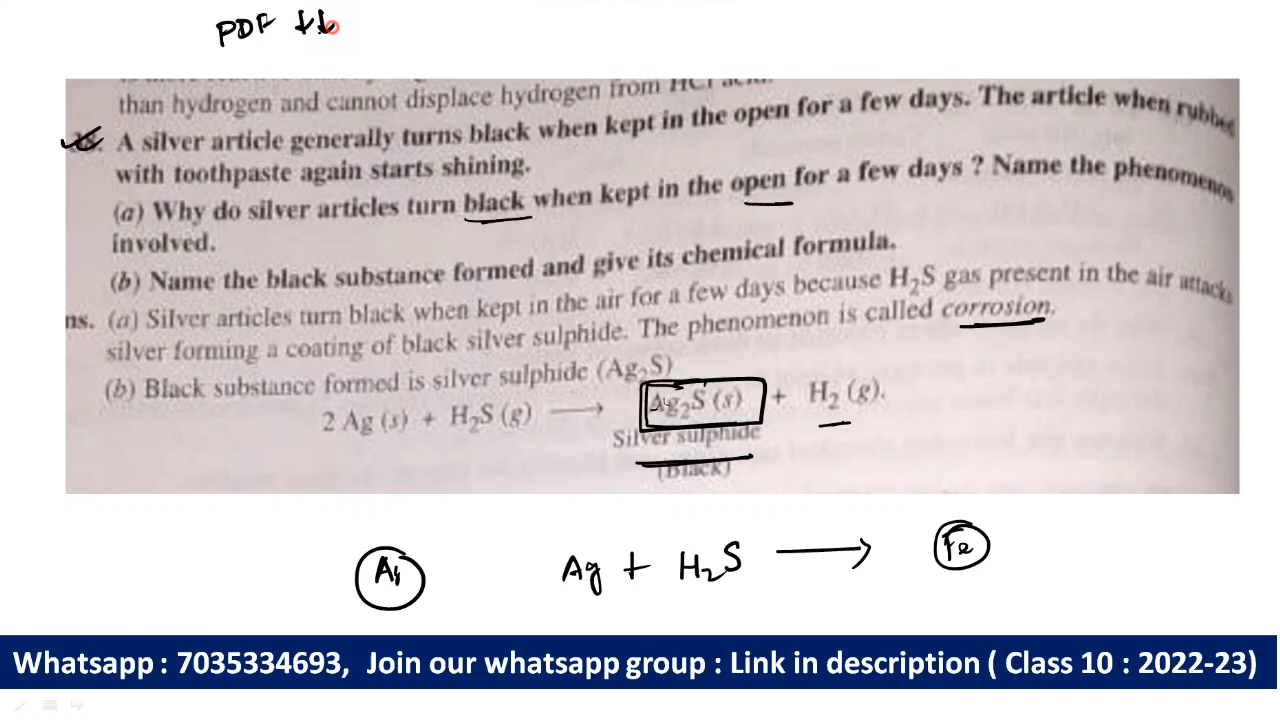 PDF ↓↓
than hydrogen and cannot displace hydrogen from HCl acid.
A silver article generally turns black when kept in the open for a few days. The article when rubbed
with toothpaste again starts shining.
(a) Why do silver articles turn black when kept in the open for a few days ? Name the phenomenon
involved.
(b) Name the black substance formed and give its chemical formula.
ns. (a) Silver articles turn black when kept in the air for a few days because H₂S gas present in the air attacks
silver forming a coating of black silver sulphide. The phenomenon is called corrosion.
(b) Black substance formed is silver sulphide (Ag₂S)
2 Ag (s) + H₂S (g) ⟶ Ag₂S (s) + H₂ (g).
Silver sulphide
(Black)
Ag + H₂S ⟶ Fe
Whatsapp : 7035334693, Join our whatsapp group : Link in description ( Class 10 : 2022-23)